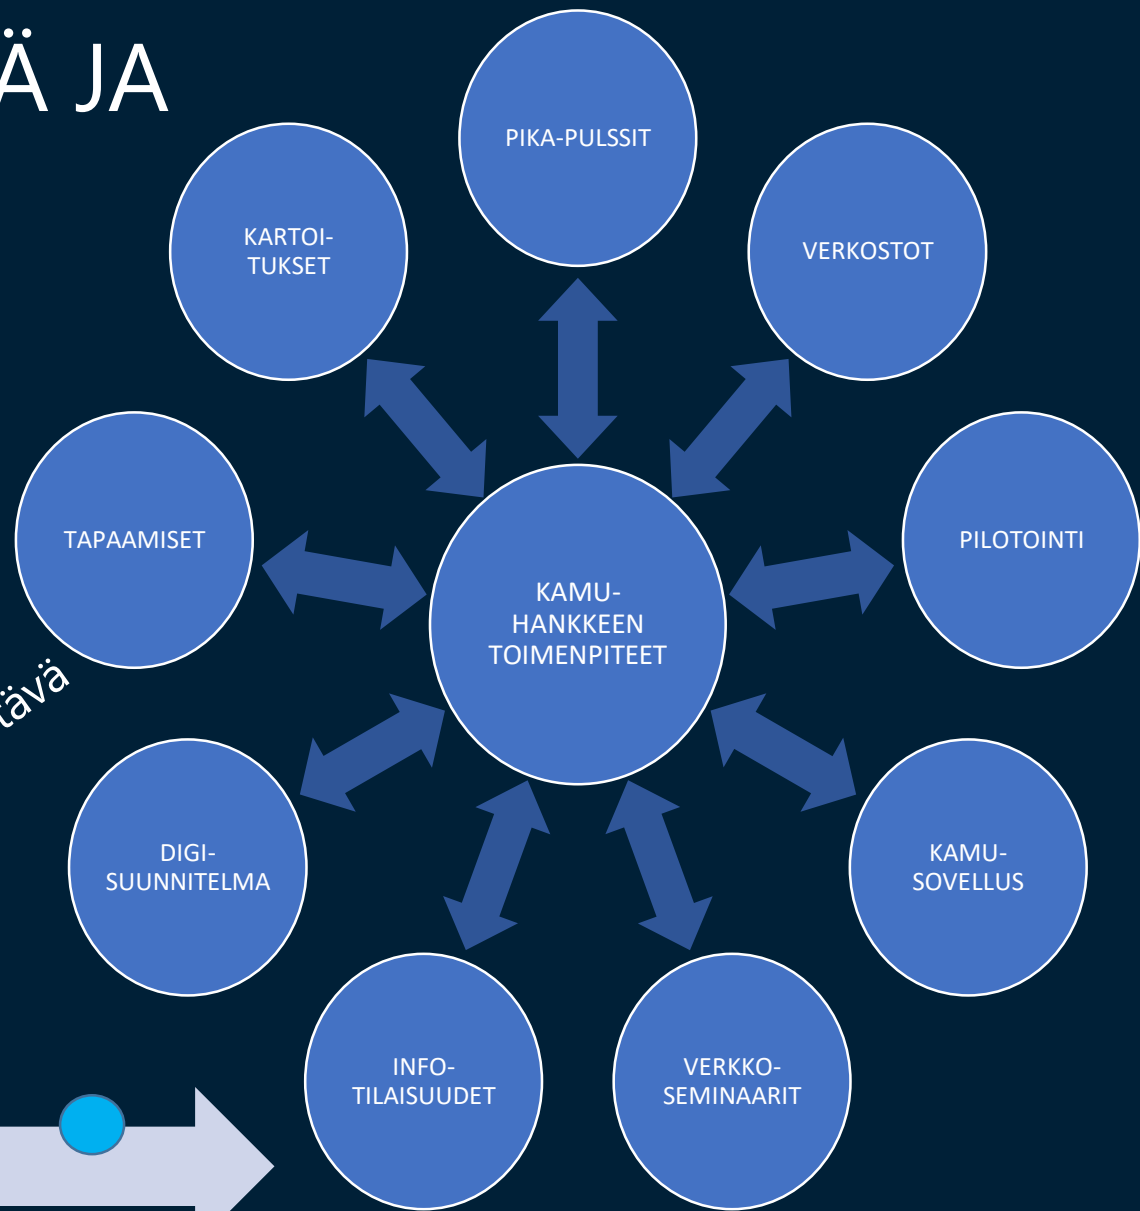 Ä JA
PIKA-PULSSIT
KARTOI-
TUKSET
VERKOSTOT
TAPAAMISET
PILOTOINTI
KAMU-
HANKKEEN
TOIMENPITEET
tävä
DIGI-
SUUNNITELMA
KAMU-
SOVELLUS
INFO-
TILAISUUDET
VERKKO-
SEMINAARIT